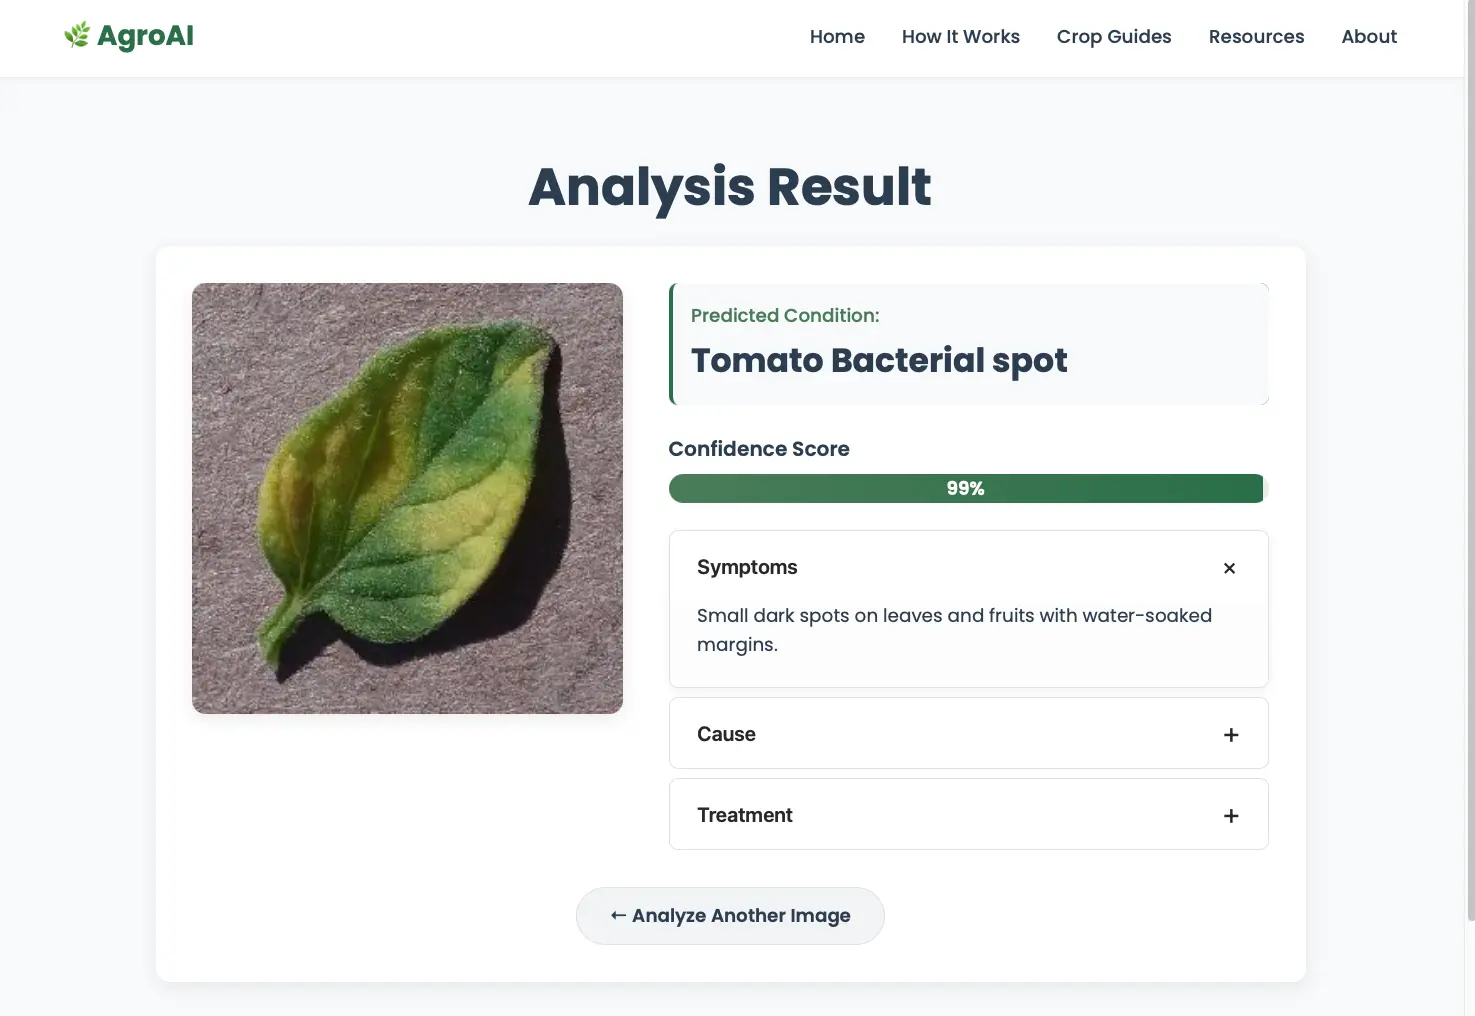 AgroAI
Home How It Works Crop Guides Resources About
Analysis Result
Predicted Condition:
Tomato Bacterial spot
Confidence Score
99%
Symptoms
Small dark spots on leaves and fruits with water-soaked
margins.
Cause
Treatment
← Analyze Another Image